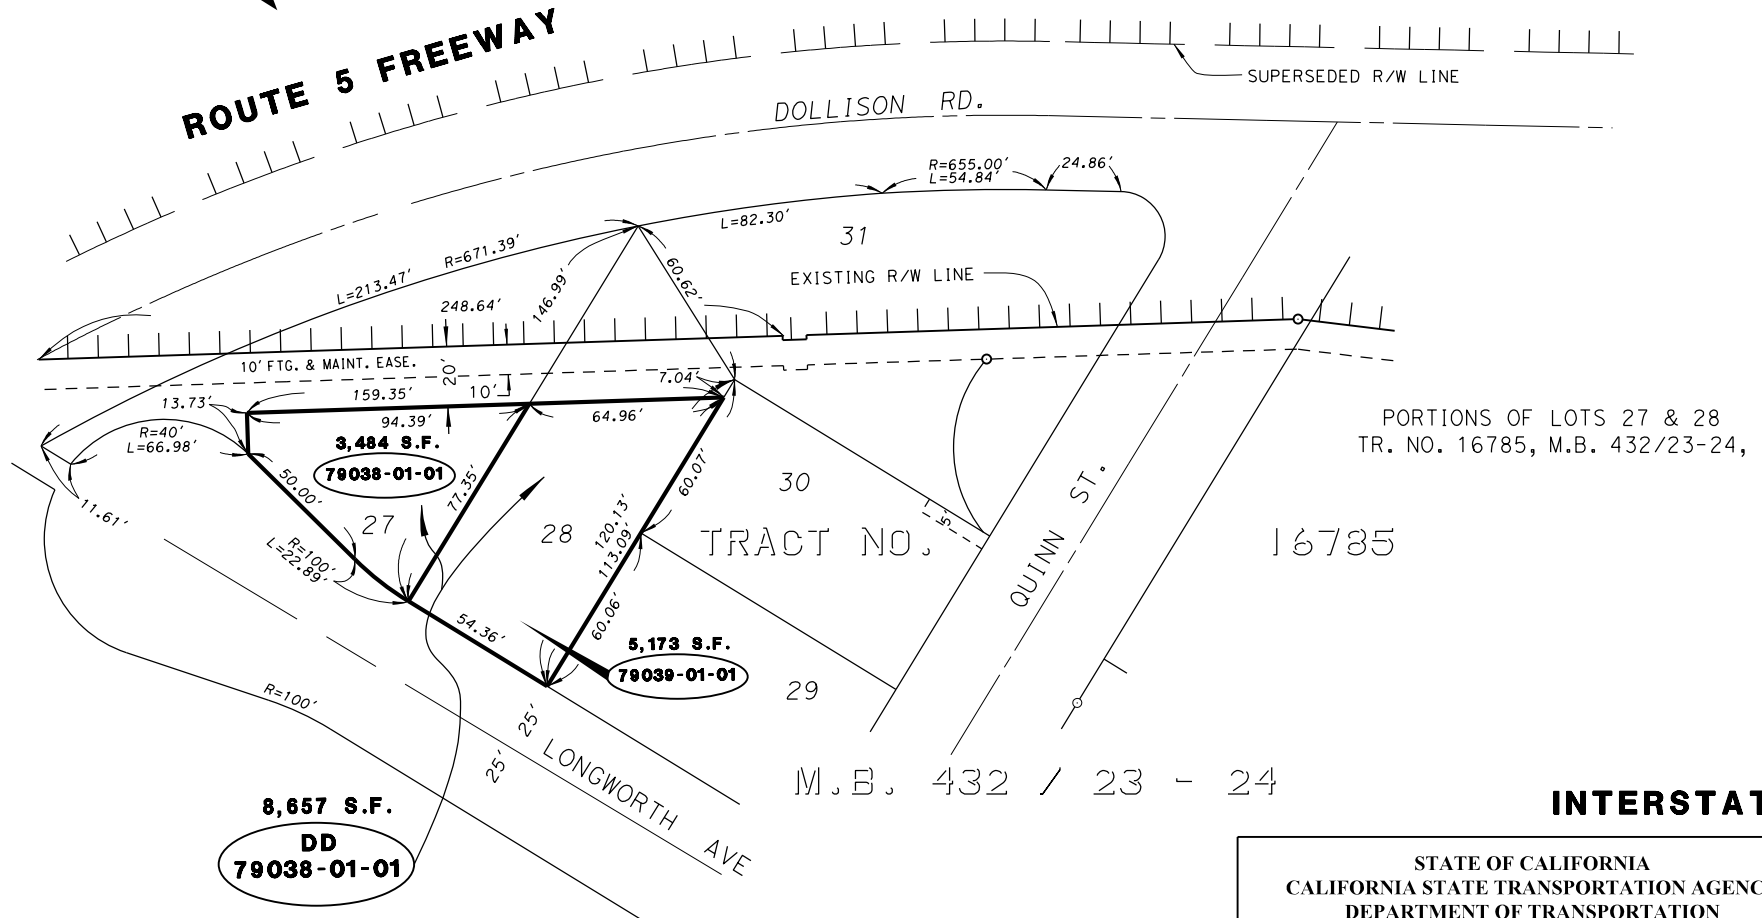 ROUTE 5 FREEWAY
SUPERSEDED R/W LINE
DOLLISON RD.
R=655.00'
L=54.84'
24.86'
L=82.30'
31
R=671.39'
L=213.47'
248.64'
146.99'
60.62'
EXISTING R/W LINE
10' FTG. & MAINT. EASE.
20'
10'
7.04'
13.73'
159.35'
94.39'
64.96'
R=40'
L=66.98'
3,484 S.F.
79038-01-01
PORTIONS OF LOTS 27 & 28
TR. NO. 16785, M.B. 432/23-24,
11.61'
50.00'
77.35'
60.07'
30
5'
27
28
120.13'
113.09'
TRACT NO. 16785
R=100'
L=22.89'
QUINN ST.
54.36'
60.06'
5,173 S.F.
79039-01-01
29
R=100'
25'
25'
LONGWORTH AVE
M.B. 432 / 23 - 24
8,657 S.F.
DD
79038-01-01
INTERSTAT
STATE OF CALIFORNIA
CALIFORNIA STATE TRANSPORTATION AGENC
DEPARTMENT OF TRANSPORTATION